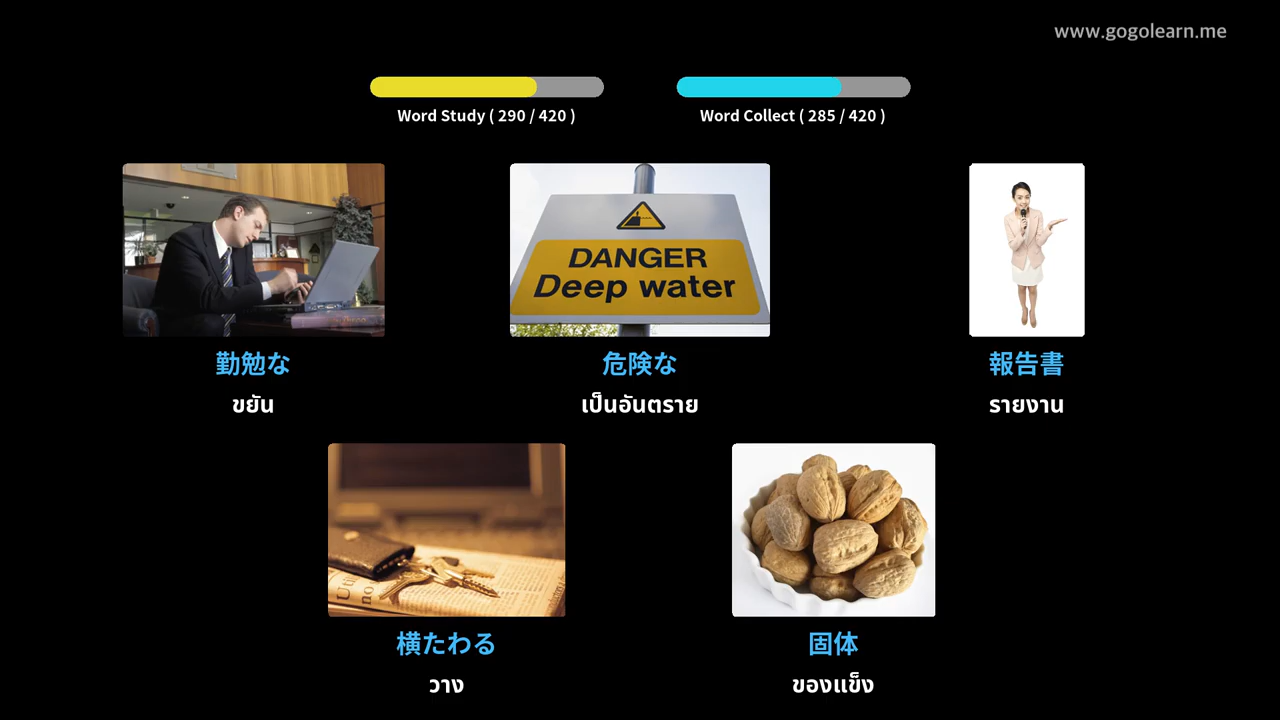 www.gogolearn.me
Word Study ( 290 / 420 )
Word Collect ( 285 / 420 )
DANGER
Deep water
勤勉な
危険な
報告書
ขยัน
เป็นอันตราย
รายงาน
横たわる
固体
วาง
ของแข็ง